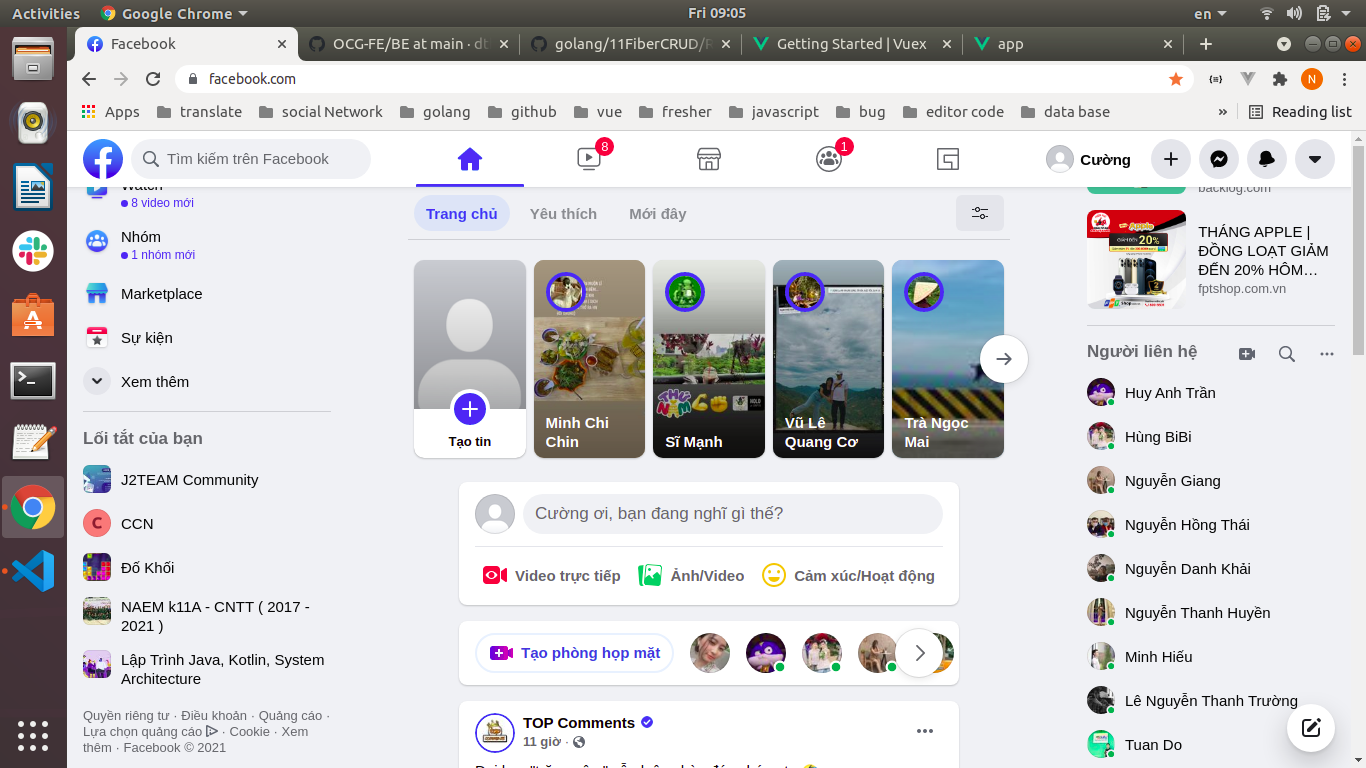 Activities
Google Chrome
Fri 09:05
en
Facebook
OCG-FE/BE at main · dt
golang/11FiberCRUD/R
Getting Started | Vuex
app
facebook.com
N
Apps
translate
social Network
golang
github
vue
fresher
javascript
bug
editor code
data base
»
Reading list
Tìm kiếm trên Facebook
8
1
Cường
Watch
8 video mới
Nhóm
1 nhóm mới
Marketplace
Sự kiện
Xem thêm
Lối tắt của bạn
J2TEAM Community
C
CCN
Đố Khối
NAEM k11A - CNTT ( 2017 -
2021 )
Lập Trình Java, Kotlin, System
Architecture
Quyền riêng tư · Điều khoản · Quảng cáo ·
Lựa chọn quảng cáo · Cookie · Xem
thêm · Facebook © 2021
Trang chủ
Yêu thích
Mới đây
Tạo tin
Minh Chi
Chin
Sĩ Mạnh
Vũ Lê
Quang Cơ
Trà Ngọc
Mai
Cường ơi, bạn đang nghĩ gì thế?
Video trực tiếp
Ảnh/Video
Cảm xúc/Hoạt động
Tạo phòng họp mặt
TOP Comments
11 giờ ·
backlog.com
THÁNG APPLE |
ĐỒNG LOẠT GIẢM
ĐẾN 20% HÔM…
fptshop.com.vn
Người liên hệ
Huy Anh Trần
Hùng BiBi
Nguyễn Giang
Nguyễn Hồng Thái
Nguyễn Danh Khải
Nguyễn Thanh Huyền
Minh Hiếu
Lê Nguyễn Thanh Trường
Tuan Do